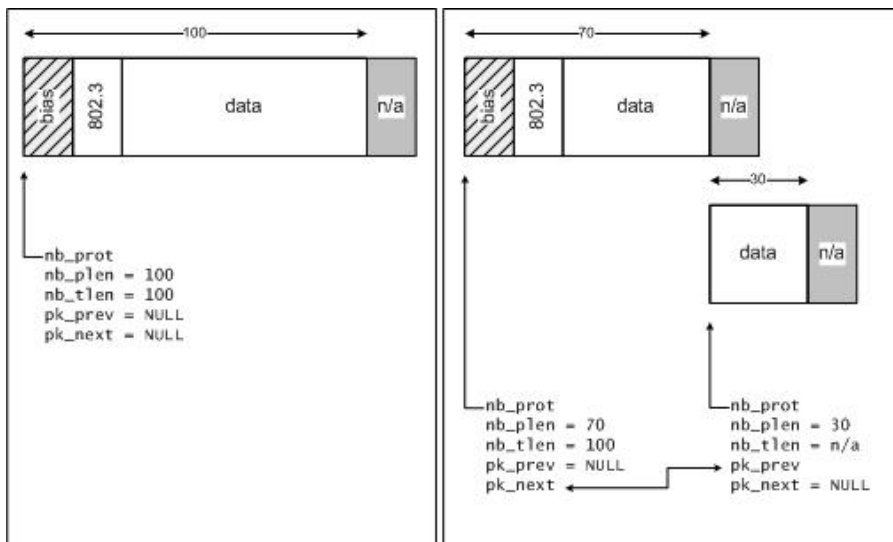 100
bias
802.3
data
n/a
nb_prot
nb_plen = 100
nb_tlen = 100
pk_prev = NULL
pk_next = NULL
70
bias
802.3
data
n/a
30
data
n/a
nb_prot
nb_plen = 70
nb_tlen = 100
pk_prev = NULL
pk_next
nb_prot
nb_plen = 30
nb_tlen = n/a
pk_prev
pk_next = NULL